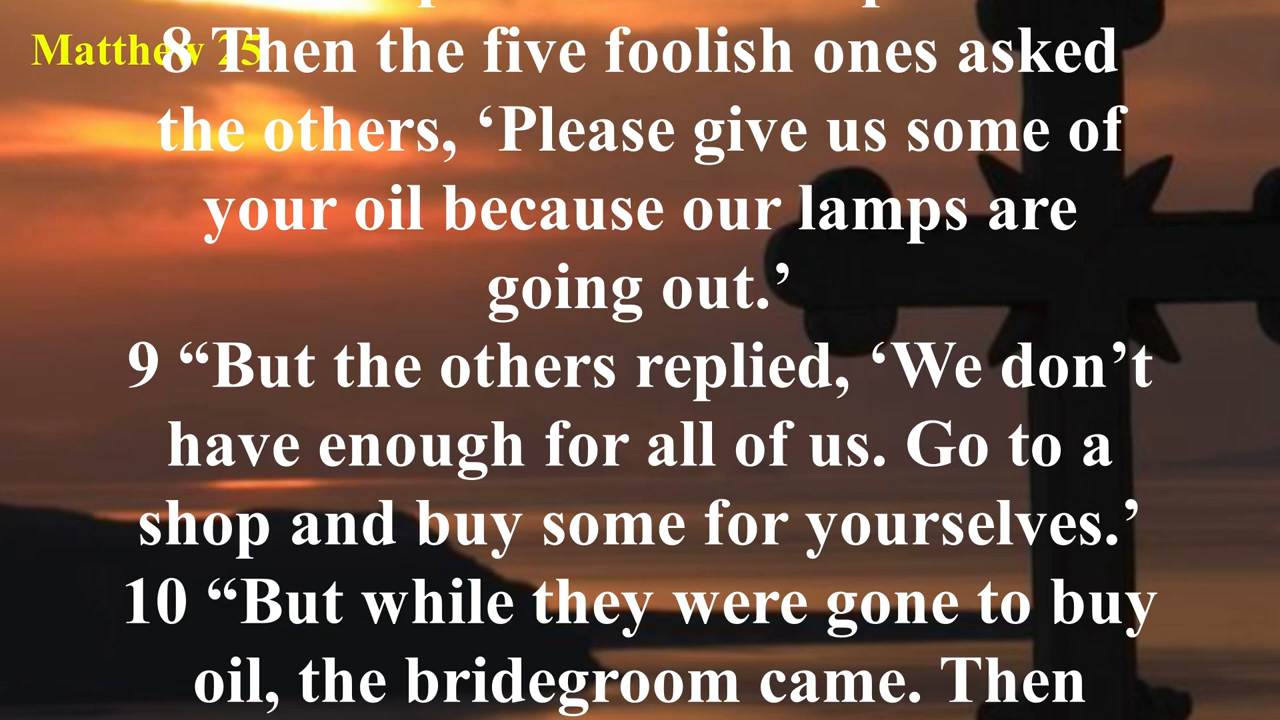 Matthew 25
8 Then the five foolish ones asked
the others, ‘Please give us some of
your oil because our lamps are
going out.’
9 “But the others replied, ‘We don’t
have enough for all of us. Go to a
shop and buy some for yourselves.’
10 “But while they were gone to buy
oil, the bridegroom came. Then